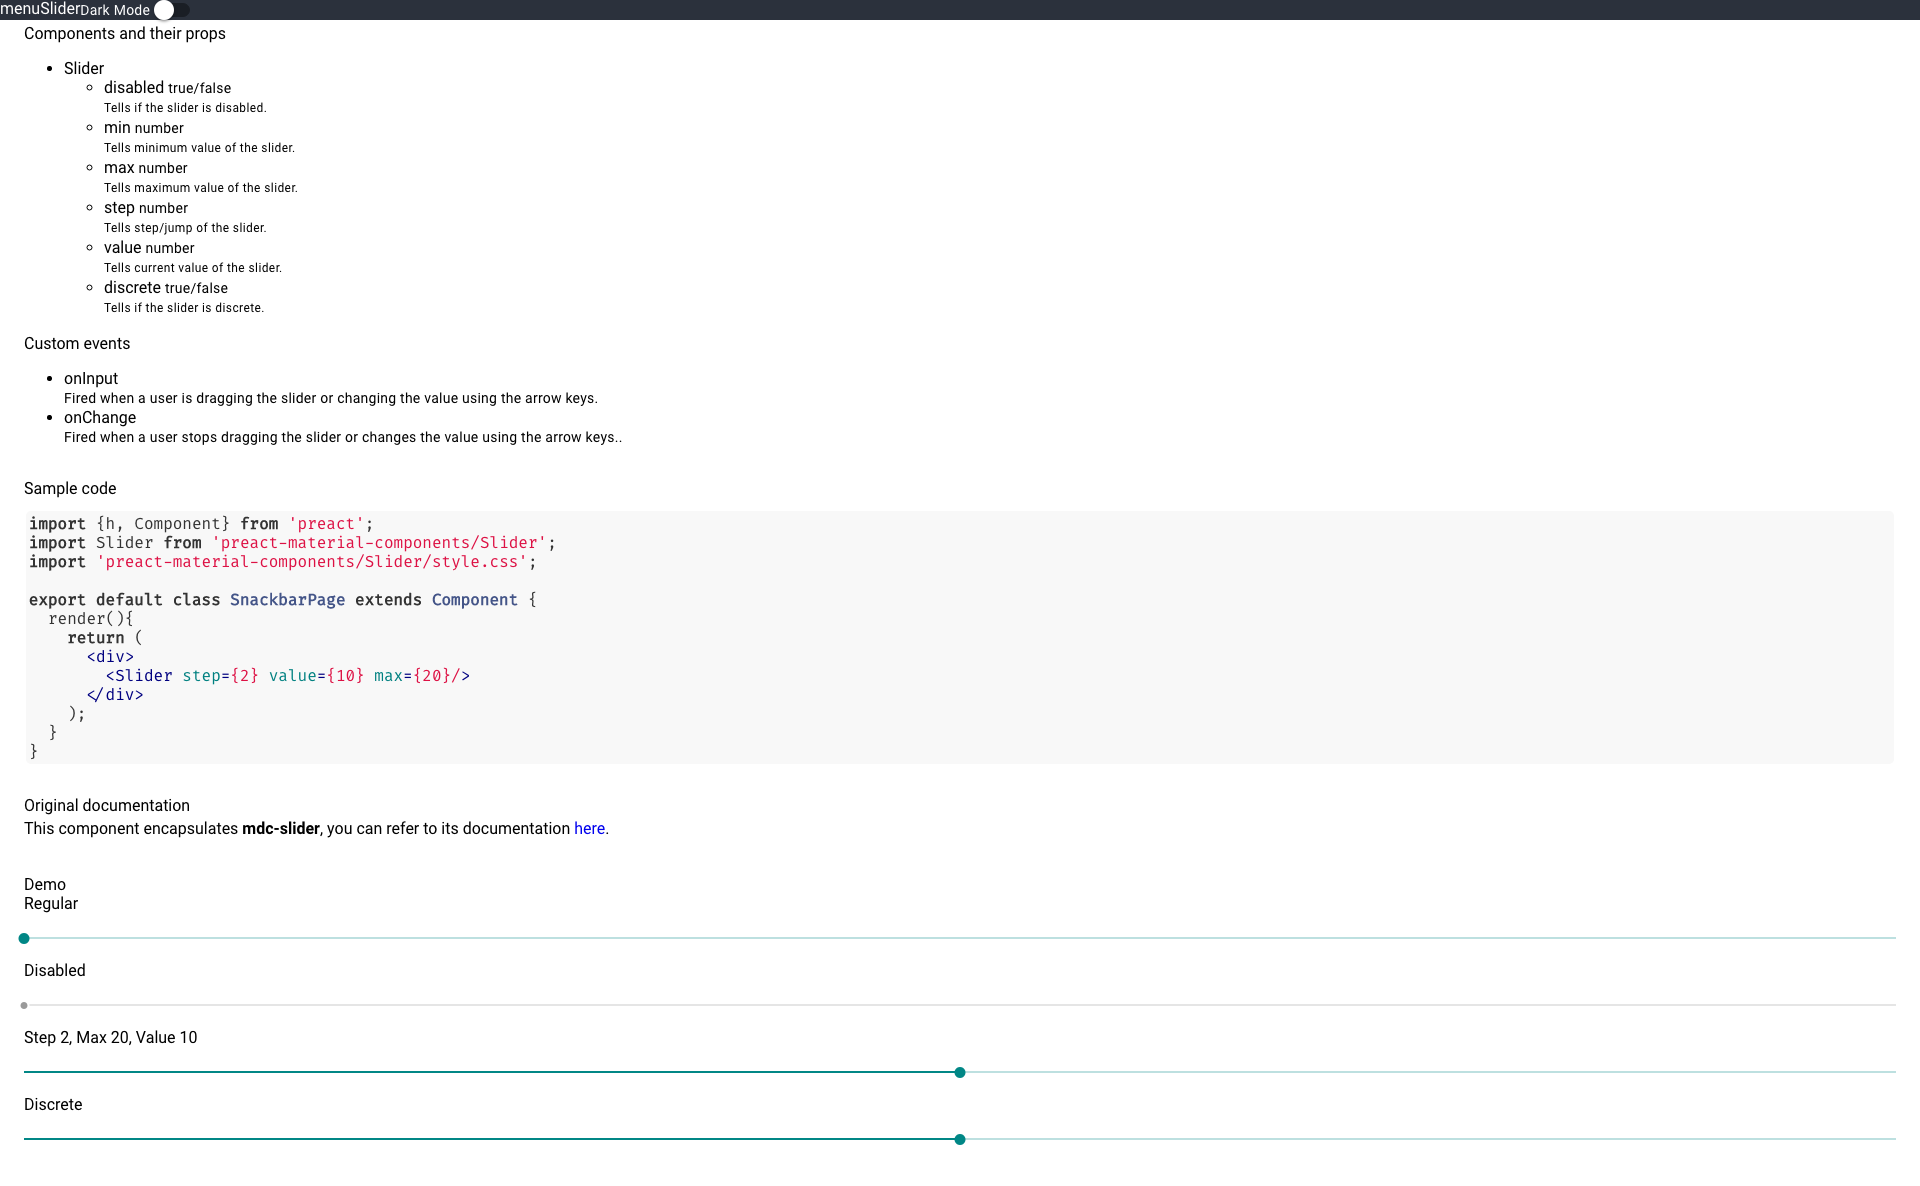 menuSliderDark Mode
Components and their props
Slider
disabled true/false
Tells if the slider is disabled.
min number
Tells minimum value of the slider.
max number
Tells maximum value of the slider.
step number
Tells step/jump of the slider.
value number
Tells current value of the slider.
discrete true/false
Tells if the slider is discrete.
Custom events
onInput
Fired when a user is dragging the slider or changing the value using the arrow keys.
onChange
Fired when a user stops dragging the slider or changes the value using the arrow keys..
Sample code
import {h, Component} from 'preact';
import Slider from 'preact-material-components/Slider';
import 'preact-material-components/Slider/style.css';
export default class SnackbarPage extends Component {
render(){
return (
<div>
<Slider step={2} value={10} max={20}/>
</div>
);
}
}
Original documentation
This component encapsulates mdc-slider, you can refer to its documentation here.
Demo
Regular
Disabled
Step 2, Max 20, Value 10
Discrete